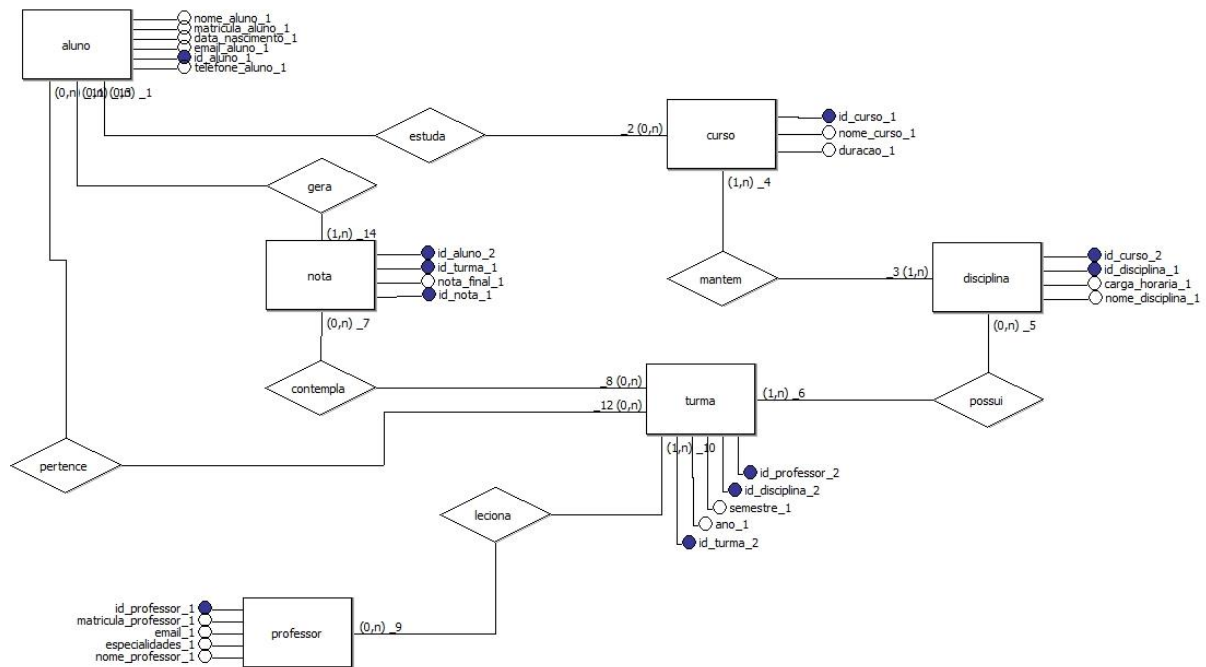 nome_aluno_1
matricula_aluno_1
data_nascimento_1
email_aluno_1
id_aluno_1
telefone_aluno_1
aluno
(0,n) _1
estuda
_2 (0,n)
curso
id_curso_1
nome_curso_1
duracao_1
(1,n) _4
gera
(1,n) _14
nota
id_aluno_2
id_turma_1
nota_final_1
id_nota_1
(0,n) _7
mantem
_3 (1,n)
disciplina
id_curso_2
id_disciplina_1
carga_horaria_1
nome_disciplina_1
(0,n) _5
contempla
_8 (0,n)
_12 (0,n)
turma
(1,n) _6
possui
(1,n) _10
pertence
id_professor_2
id_disciplina_2
semestre_1
ano_1
id_turma_2
leciona
id_professor_1
matricula_professor_1
email_1
especialidades_1
nome_professor_1
professor
(0,n) _9